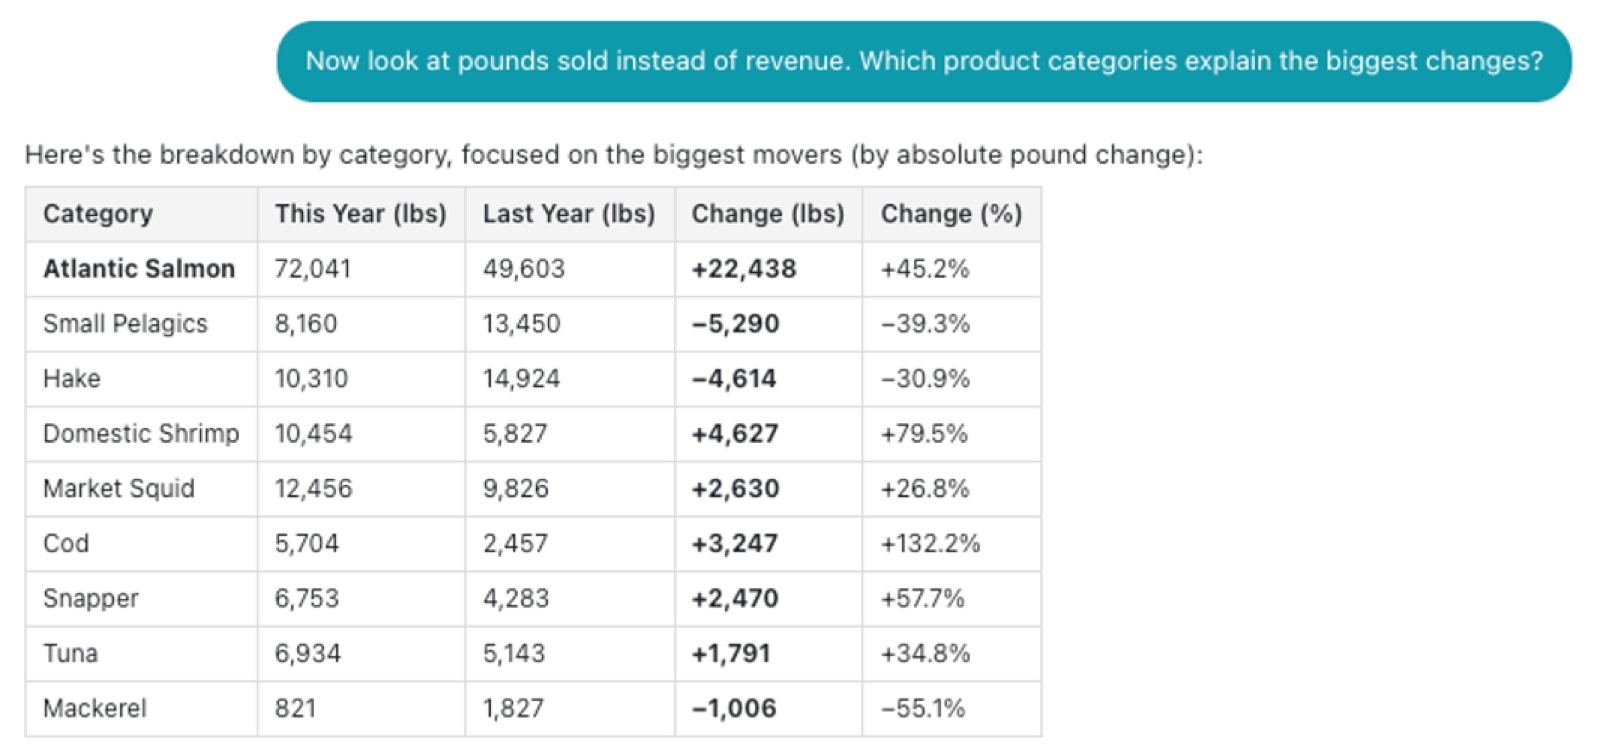 Now look at pounds sold instead of revenue. Which product categories explain the biggest changes?
Here's the breakdown by category, focused on the biggest movers (by absolute pound change):
Category This Year (lbs) Last Year (lbs) Change (lbs) Change (%)
Atlantic Salmon 72,041 49,603 +22,438 +45.2%
Small Pelagics 8,160 13,450 −5,290 −39.3%
Hake 10,310 14,924 −4,614 −30.9%
Domestic Shrimp 10,454 5,827 +4,627 +79.5%
Market Squid 12,456 9,826 +2,630 +26.8%
Cod 5,704 2,457 +3,247 +132.2%
Snapper 6,753 4,283 +2,470 +57.7%
Tuna 6,934 5,143 +1,791 +34.8%
Mackerel 821 1,827 −1,006 −55.1%